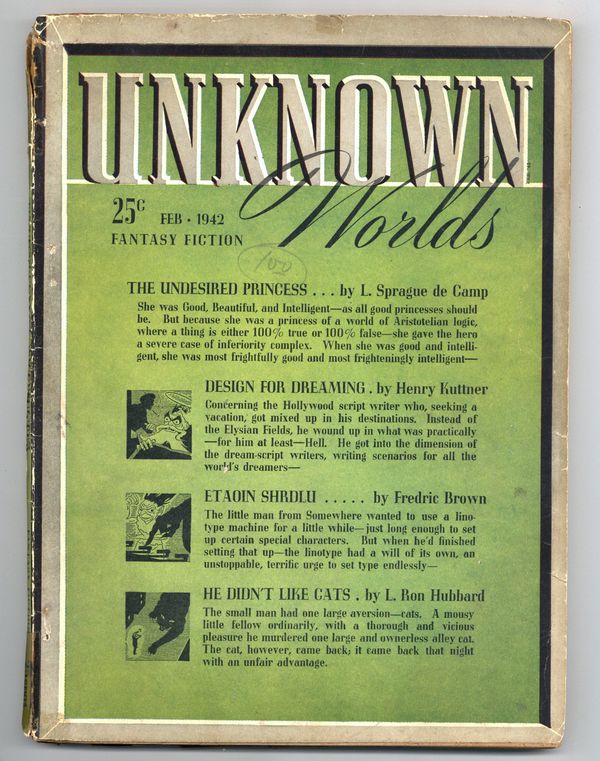 UNKNOWN
Worlds
25c FEB · 1942
FANTASY FICTION
100
THE UNDESIRED PRINCESS . . . by L. Sprague de Camp
She was Good, Beautiful, and Intelligent—as all good princesses should
be. But because she was a princess of a world of Aristotelian logic,
where a thing is either 100% true or 100% false—she gave the hero
a severe case of inferiority complex. When she was good and intelli-
gent, she was most frightfully good and most frighteningly intelligent—
DESIGN FOR DREAMING . by Henry Kuttner
Concerning the Hollywood script writer who, seeking a
vacation, got mixed up in his destinations. Instead of
the Elysian Fields, he wound up in what was practically
—for him at least—Hell. He got into the dimension of
the dream-script writers, writing scenarios for all the
world's dreamers—
ETAOIN SHRDLU . . . . . by Fredric Brown
The little man from Somewhere wanted to use a lino-
type machine for a little while—just long enough to set
up certain special characters. But when he'd finished
setting that up—the linotype had a will of its own, an
unstoppable, terrific urge to set type endlessly—
HE DIDN'T LIKE CATS . by L. Ron Hubbard
The small man had one large aversion—cats. A mousy
little fellow ordinarily, with a thorough and vicious
pleasure he murdered one large and ownerless alley cat.
The cat, however, came back; it came back that night
with an unfair advantage.